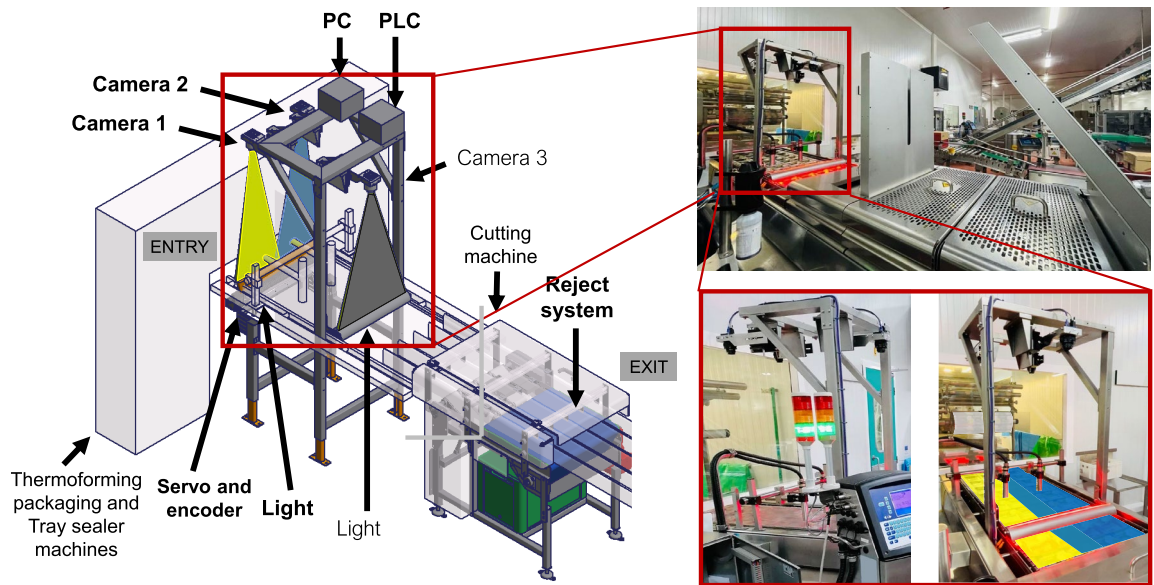 PC
PLC
Camera 2
Camera 1
Camera 3
ENTRY
Cutting
machine
Reject
system
EXIT
Thermoforming
packaging and
Tray sealer
machines
Servo and
encoder
Light
Light